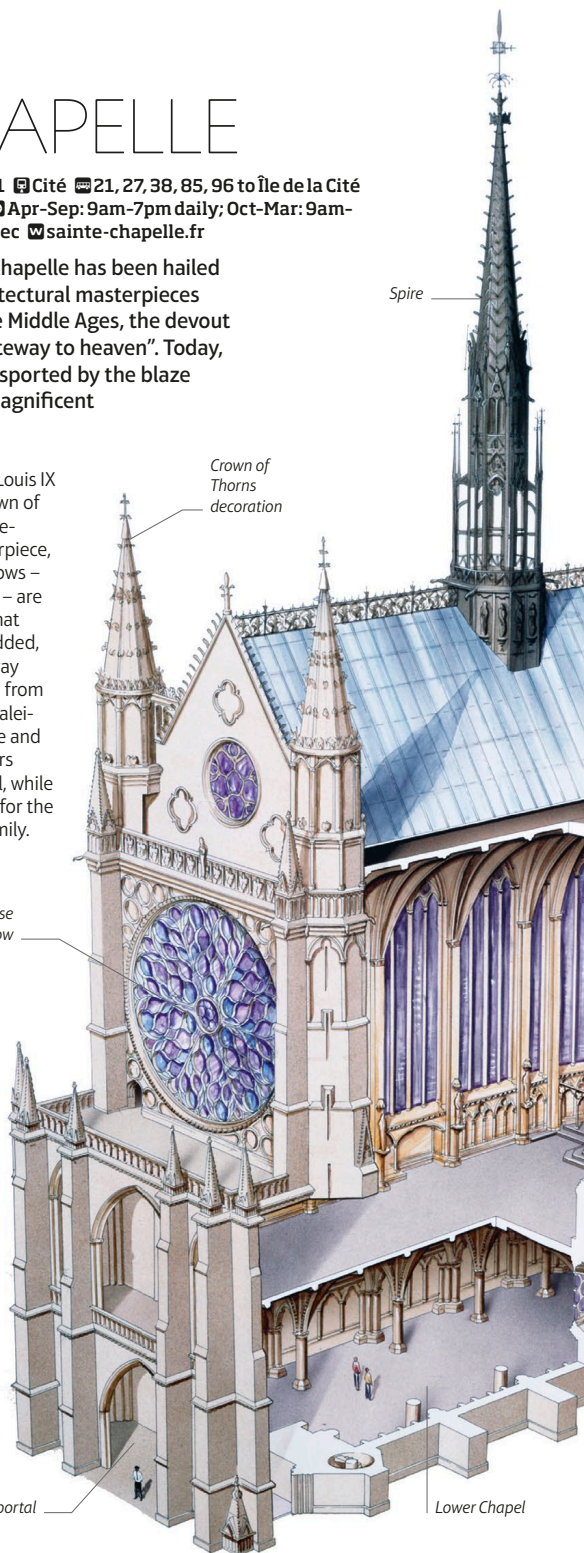 APELLE
1 Cité 21, 27, 38, 85, 96 to Île de la Cité
Apr-Sep: 9am-7pm daily; Oct-Mar: 9am-
ec sainte-chapelle.fr
hapelle has been hailed
tectural masterpieces
e Middle Ages, the devout
teway to heaven”. Today,
sported by the blaze
agnificent
Louis IX
wn of
e-
rpiece,
ows –
– are
hat
dded,
ay
from
alei-
e and
rs
l, while
for the
mily.
Spire
Crown of
Thorns
decoration
se
ow
portal
Lower Chapel